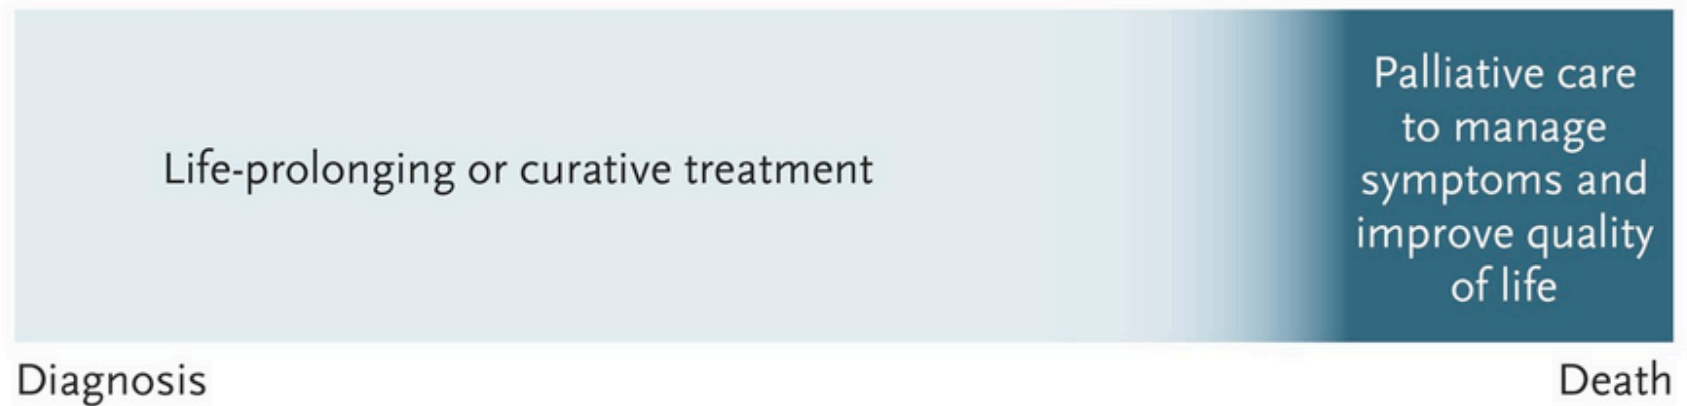 Life-prolonging or curative treatment
Palliative care
to manage
symptoms and
improve quality
of life
Diagnosis
Death